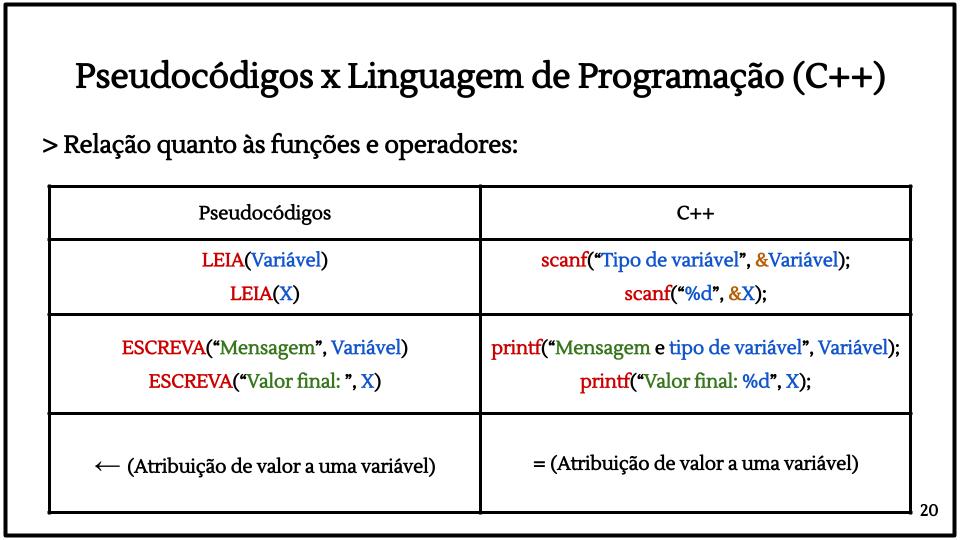 Pseudocódigos x Linguagem de Programação (C++)
> Relação quanto às funções e operadores:
Pseudocódigos
C++
LEIA(Variável)
LEIA(X)
scanf(“Tipo de variável”, &Variável);
scanf(“%d”, &X);
ESCREVA(“Mensagem”, Variável)
ESCREVA(“Valor final: ”, X)
printf(“Mensagem e tipo de variável”, Variável);
printf(“Valor final: %d”, X);
← (Atribuição de valor a uma variável)
= (Atribuição de valor a uma variável)
20